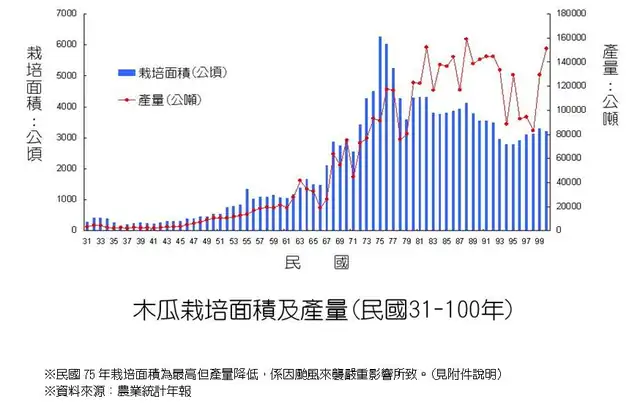 栽培面積：公頃
7000
6000
5000
4000
3000
2000
1000
0
栽培面積(公頃)
產量(公噸)
產量：公噸
180000
160000
140000
120000
100000
80000
60000
40000
20000
0
31 33 35 37 39 41 43 45 47 49 51 53 55 57 59 61 63 65 67 69 71 73 75 77 79 81 83 85 87 89 91 93 95 97 99
民 國
木瓜栽培面積及產量(民國31-100年)
※民國 75 年栽培面積為最高但產量降低，係因颱風來襲嚴重影響所致。(見附件說明)
※資料來源：農業統計年報